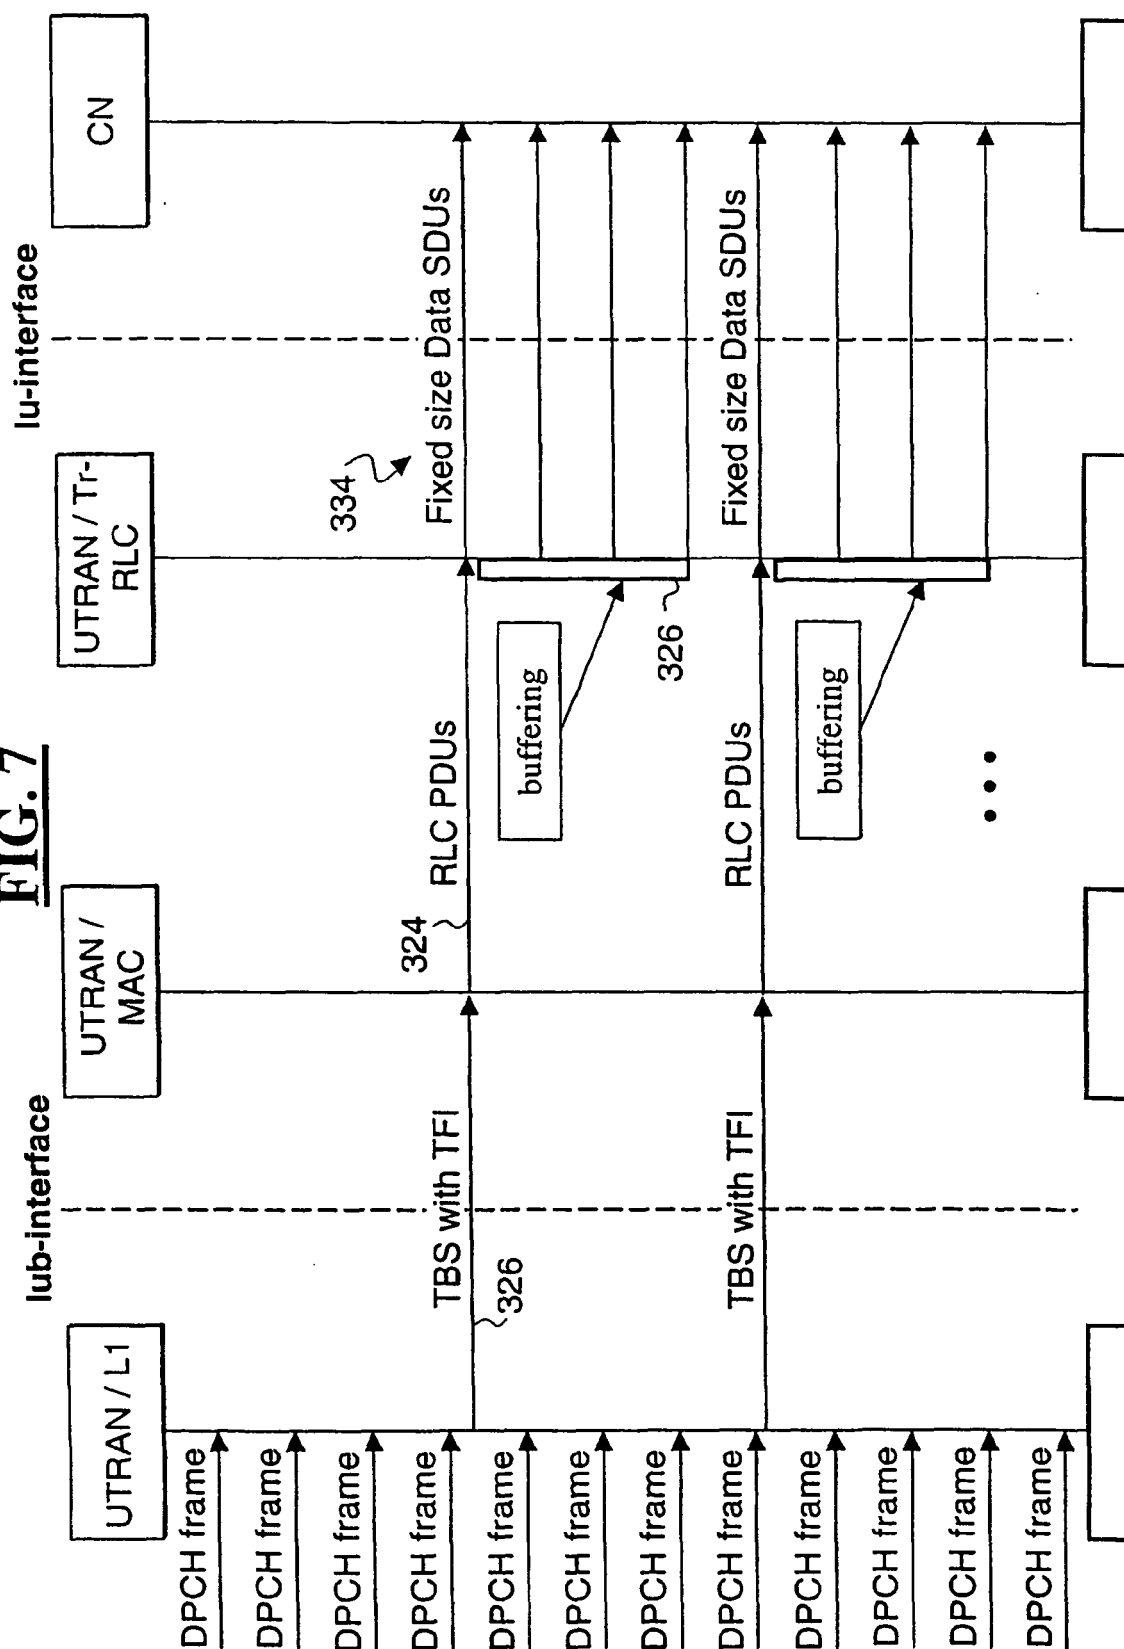 FIG. 7
Iub-interface
Iu-interface
UTRAN / L1
UTRAN /
MAC
UTRAN / Tr-
RLC
CN
DPCH frame
DPCH frame
DPCH frame
DPCH frame
DPCH frame
DPCH frame
DPCH frame
DPCH frame
DPCH frame
DPCH frame
DPCH frame
DPCH frame
TBS with TFI
326
324
RLC PDUs
334
Fixed size Data SDUs
buffering
326
TBS with TFI
RLC PDUs
Fixed size Data SDUs
buffering